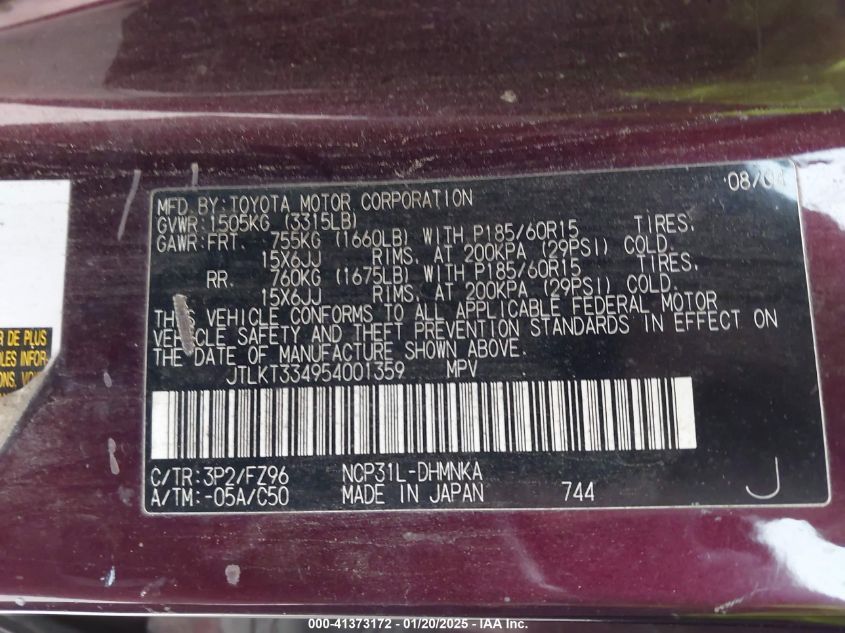 08/04
MFD BY: TOYOTA MOTOR CORPORATION
GVWR: 1505KG (3315LB)
GAWR: FRT. 755KG (1660LB) WITH P185/60R15 TIRES,
15X6JJ RIMS, AT 200KPA (29PSI) COLD.
RR. 760KG (1675LB) WITH P185/60R15 TIRES,
15X6JJ RIMS, AT 200KPA (29PSI) COLD.
THIS VEHICLE CONFORMS TO ALL APPLICABLE FEDERAL MOTOR
VEHICLE SAFETY AND THEFT PREVENTION STANDARDS IN EFFECT ON
THE DATE OF MANUFACTURE SHOWN ABOVE.
JTLKT334954001359 MPV
C/TR: 3P2/FZ96 NCP31L-DHMNKA
A/TM: -05A/C50 MADE IN JAPAN 744 J
DE PLUS
INFOR-
000-41373172 — 01/20/2025 — IAA Inc.